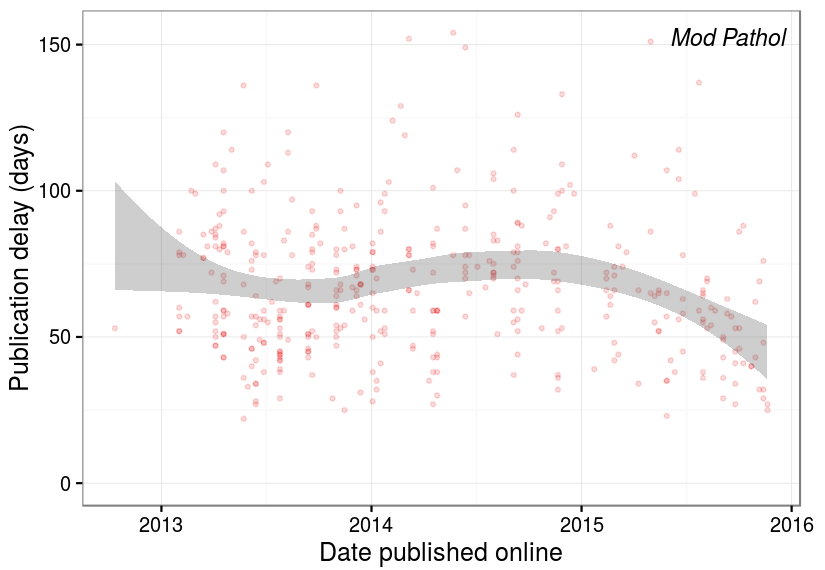 Mod Pathol
Publication delay (days)
150
100
50
0
2013 2014 2015 2016
Date published online